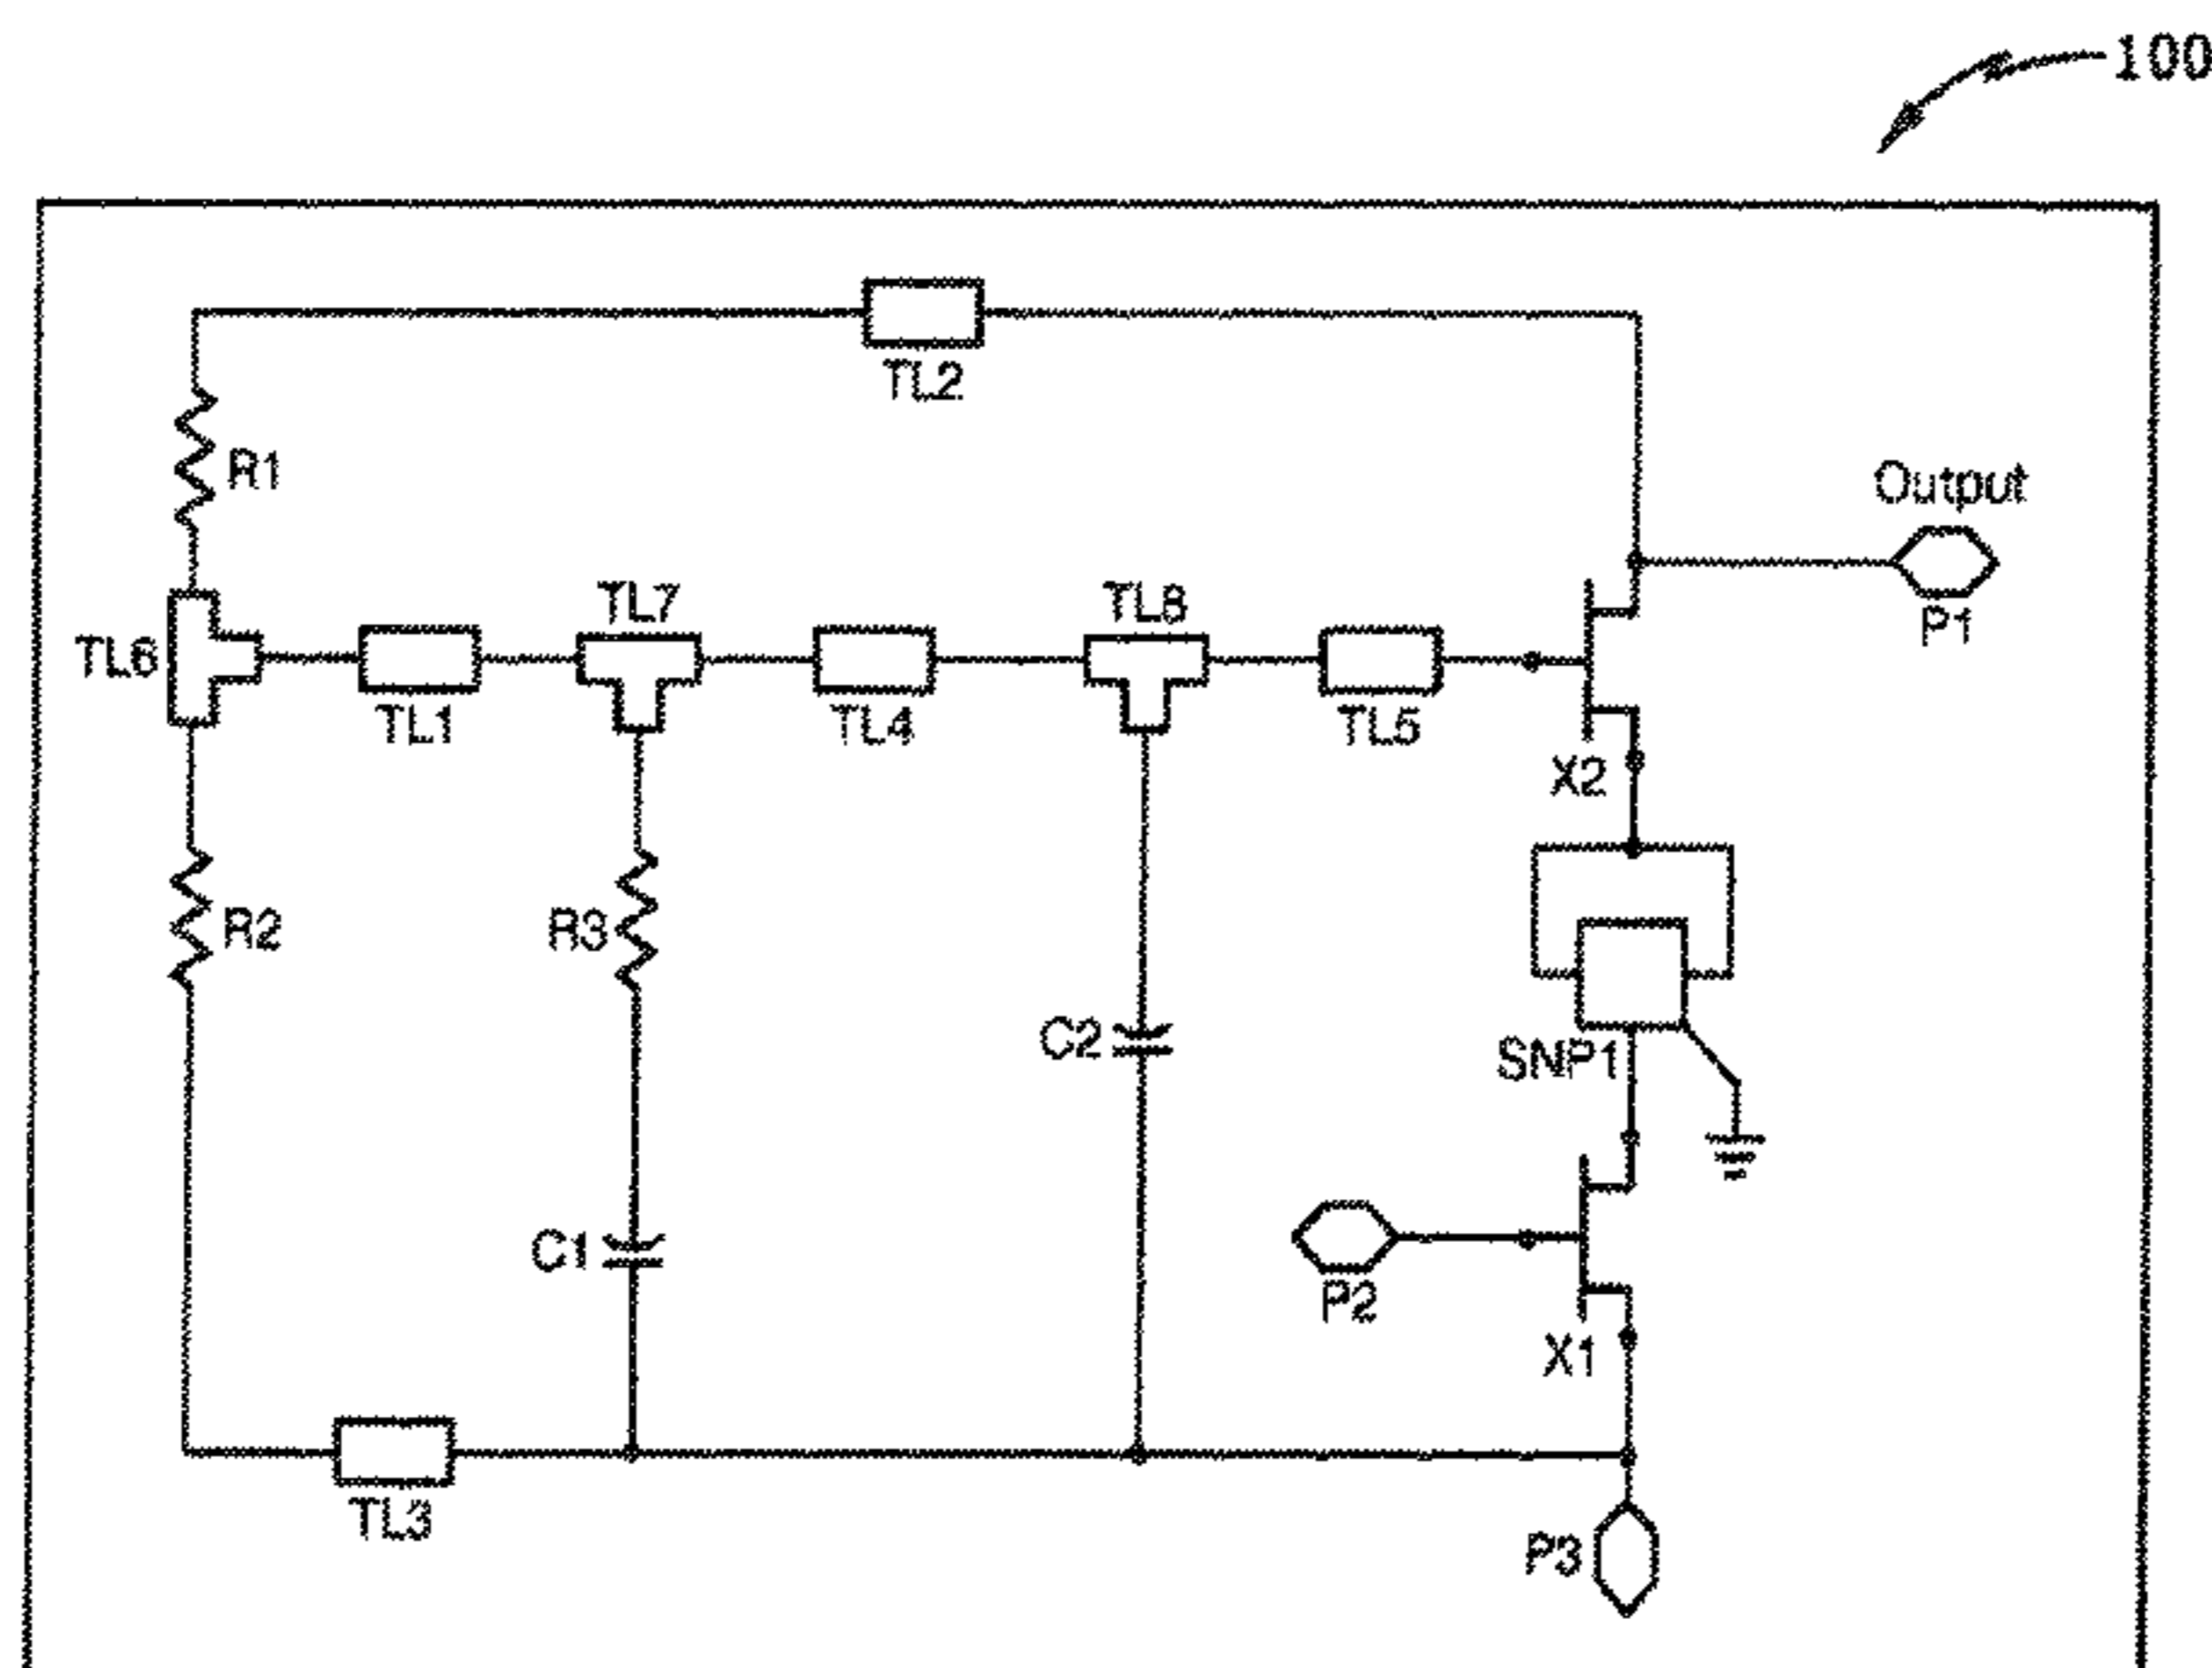 100
TL2
R1
Output
P1
TL6
TL1
TL7
TL4
TL8
TL5
X2
R2
R3
C2
SNP1
C1
P2
X1
TL3
P3